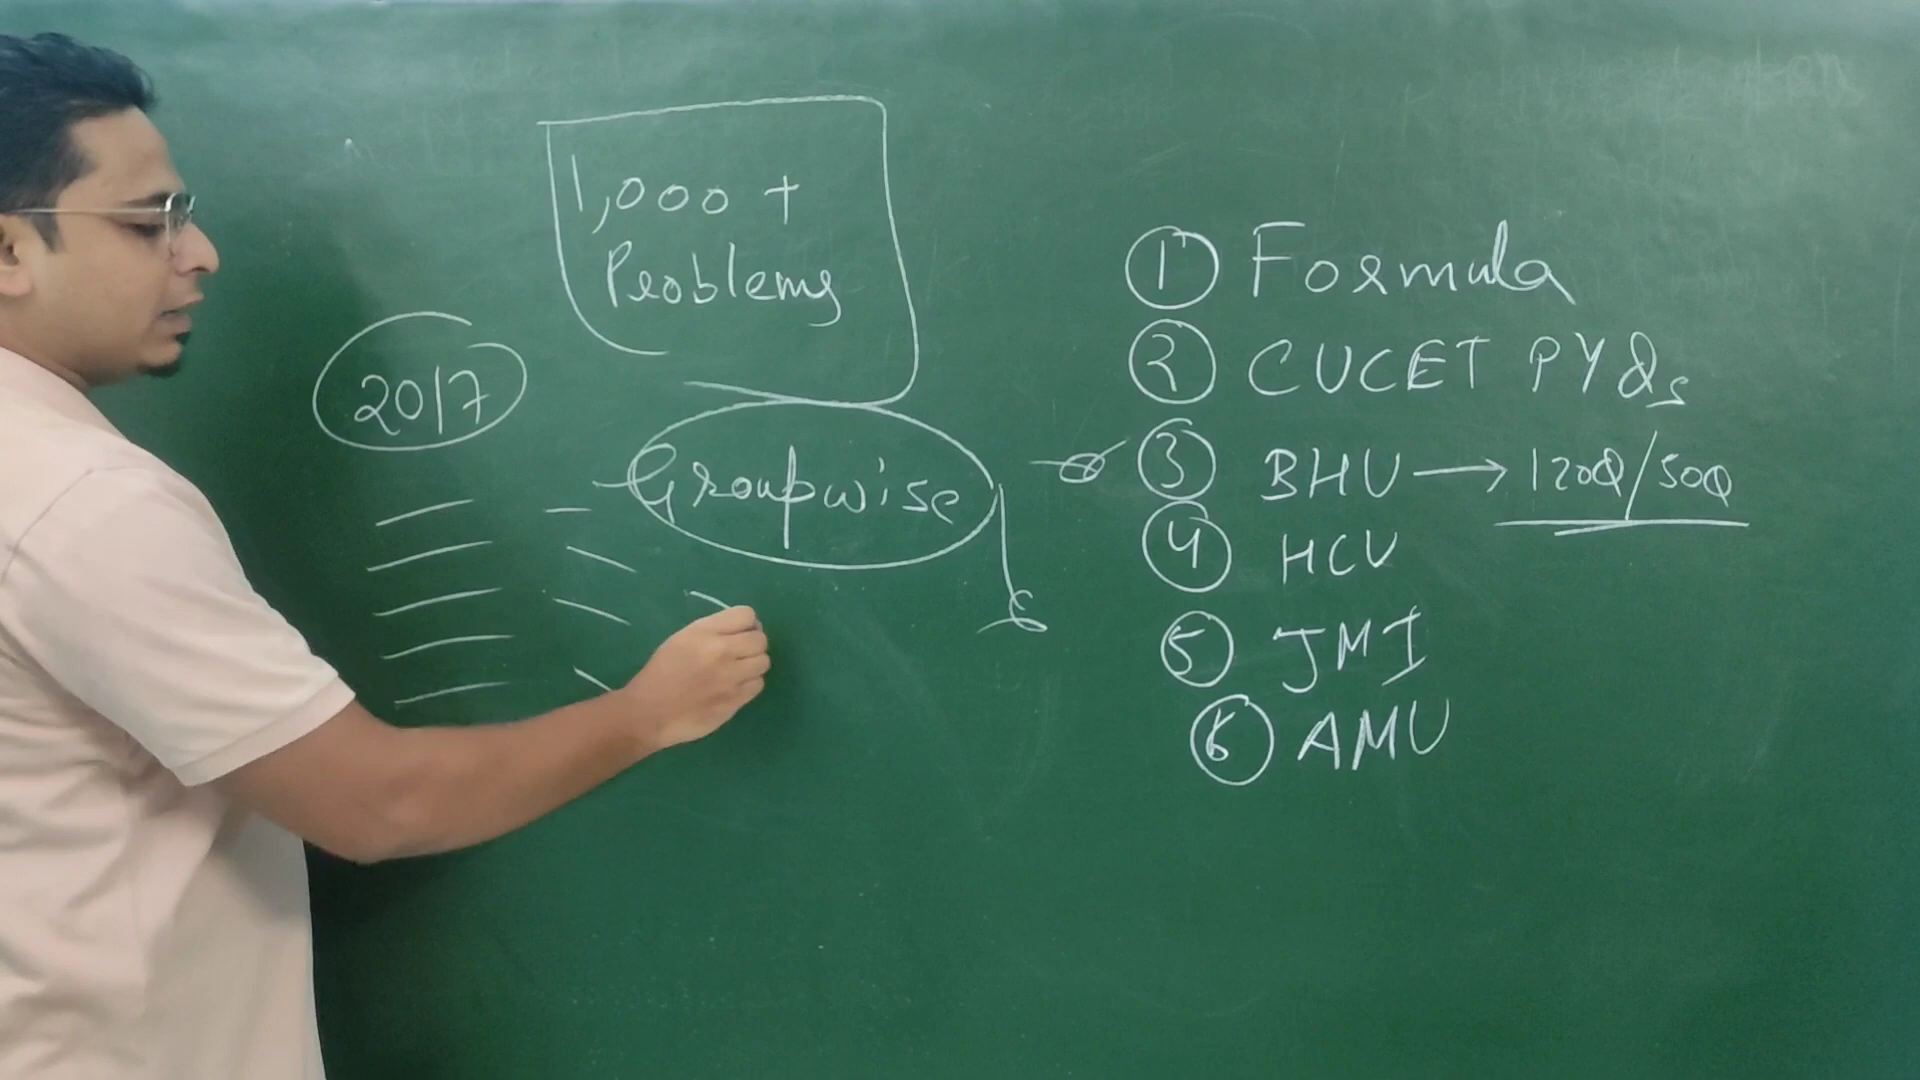 1,000+
Problems
2017
Groupwise
① Formula
② CUCET PYQs
③ BHU → 120Q/50Q
④ HCV
⑤ JMI
⑥ AMU